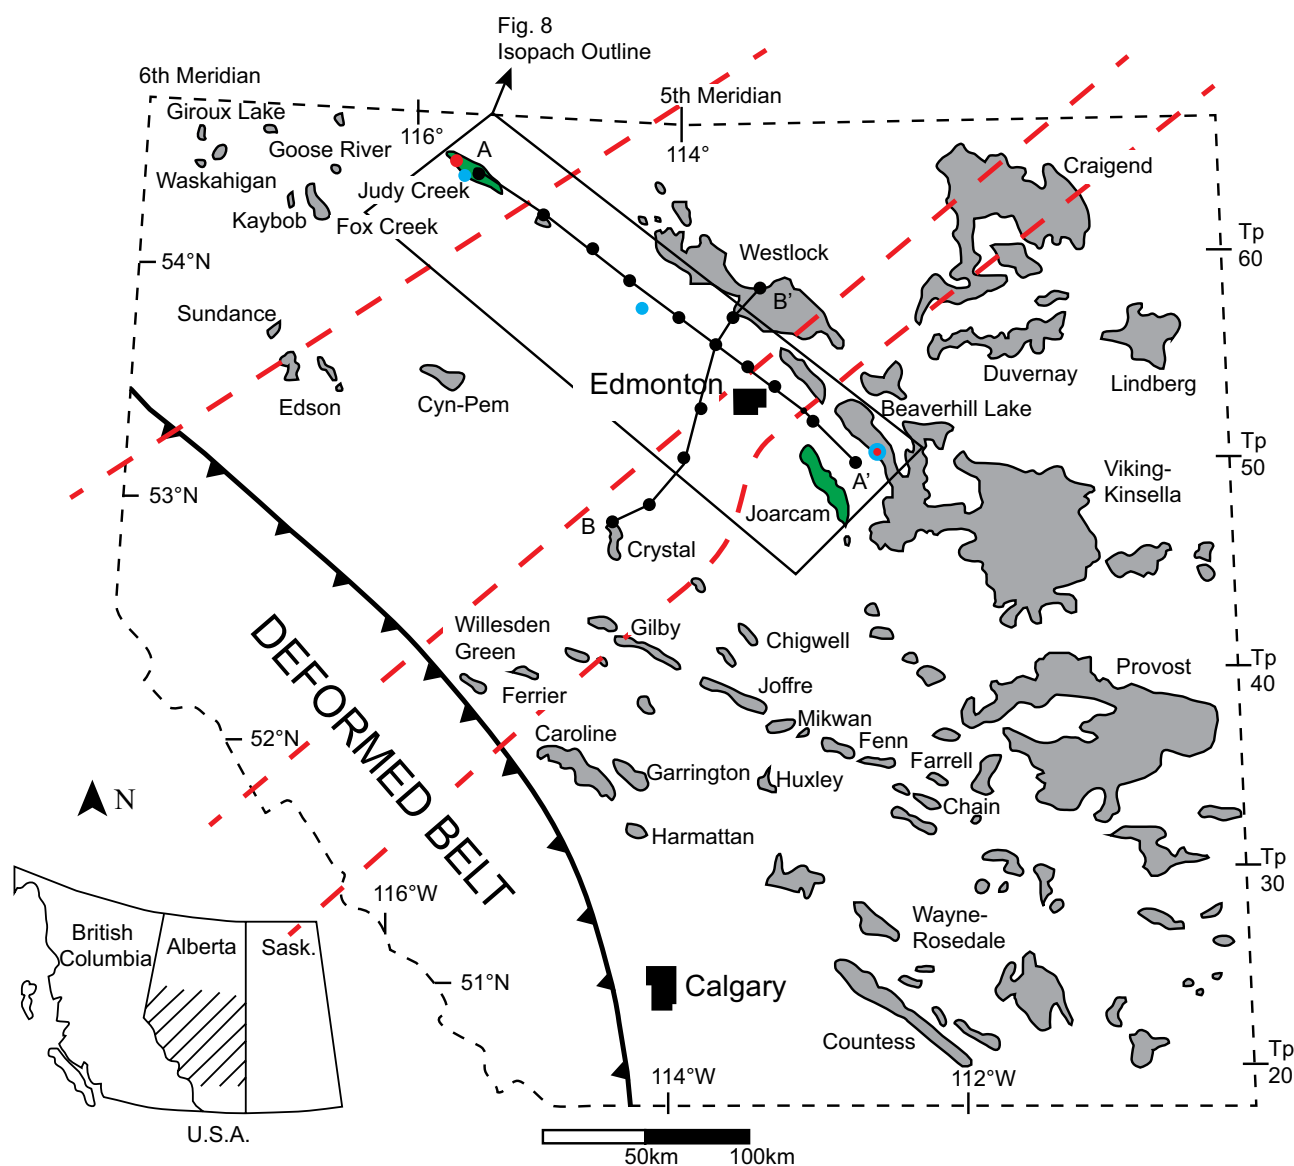 Fig. 8
Isopach Outline
6th Meridian
5th Meridian
Giroux Lake
116°
114°
Goose River
A
Craigend
Waskahigan
Judy Creek
Kaybob
Fox Creek
Tp
60
Westlock
54°N
B'
Sundance
Duvernay
Lindberg
Edmonton
Edson
Cyn-Pem
Beaverhill Lake
Tp
50
Viking-
Kinsella
53°N
A'
Joarcam
B
Crystal
Willesden
Green
Gilby
Chigwell
Provost
Tp
40
Ferrier
Joffre
Mikwan
Caroline
Fenn
52°N
Farrell
Garrington
Huxley
Chain
N
DEFORMED BELT
Harmattan
Tp
30
116°W
Wayne-
Rosedale
British
Columbia
Alberta
Sask.
51°N
Calgary
Countess
Tp
20
114°W
112°W
U.S.A.
50km
100km